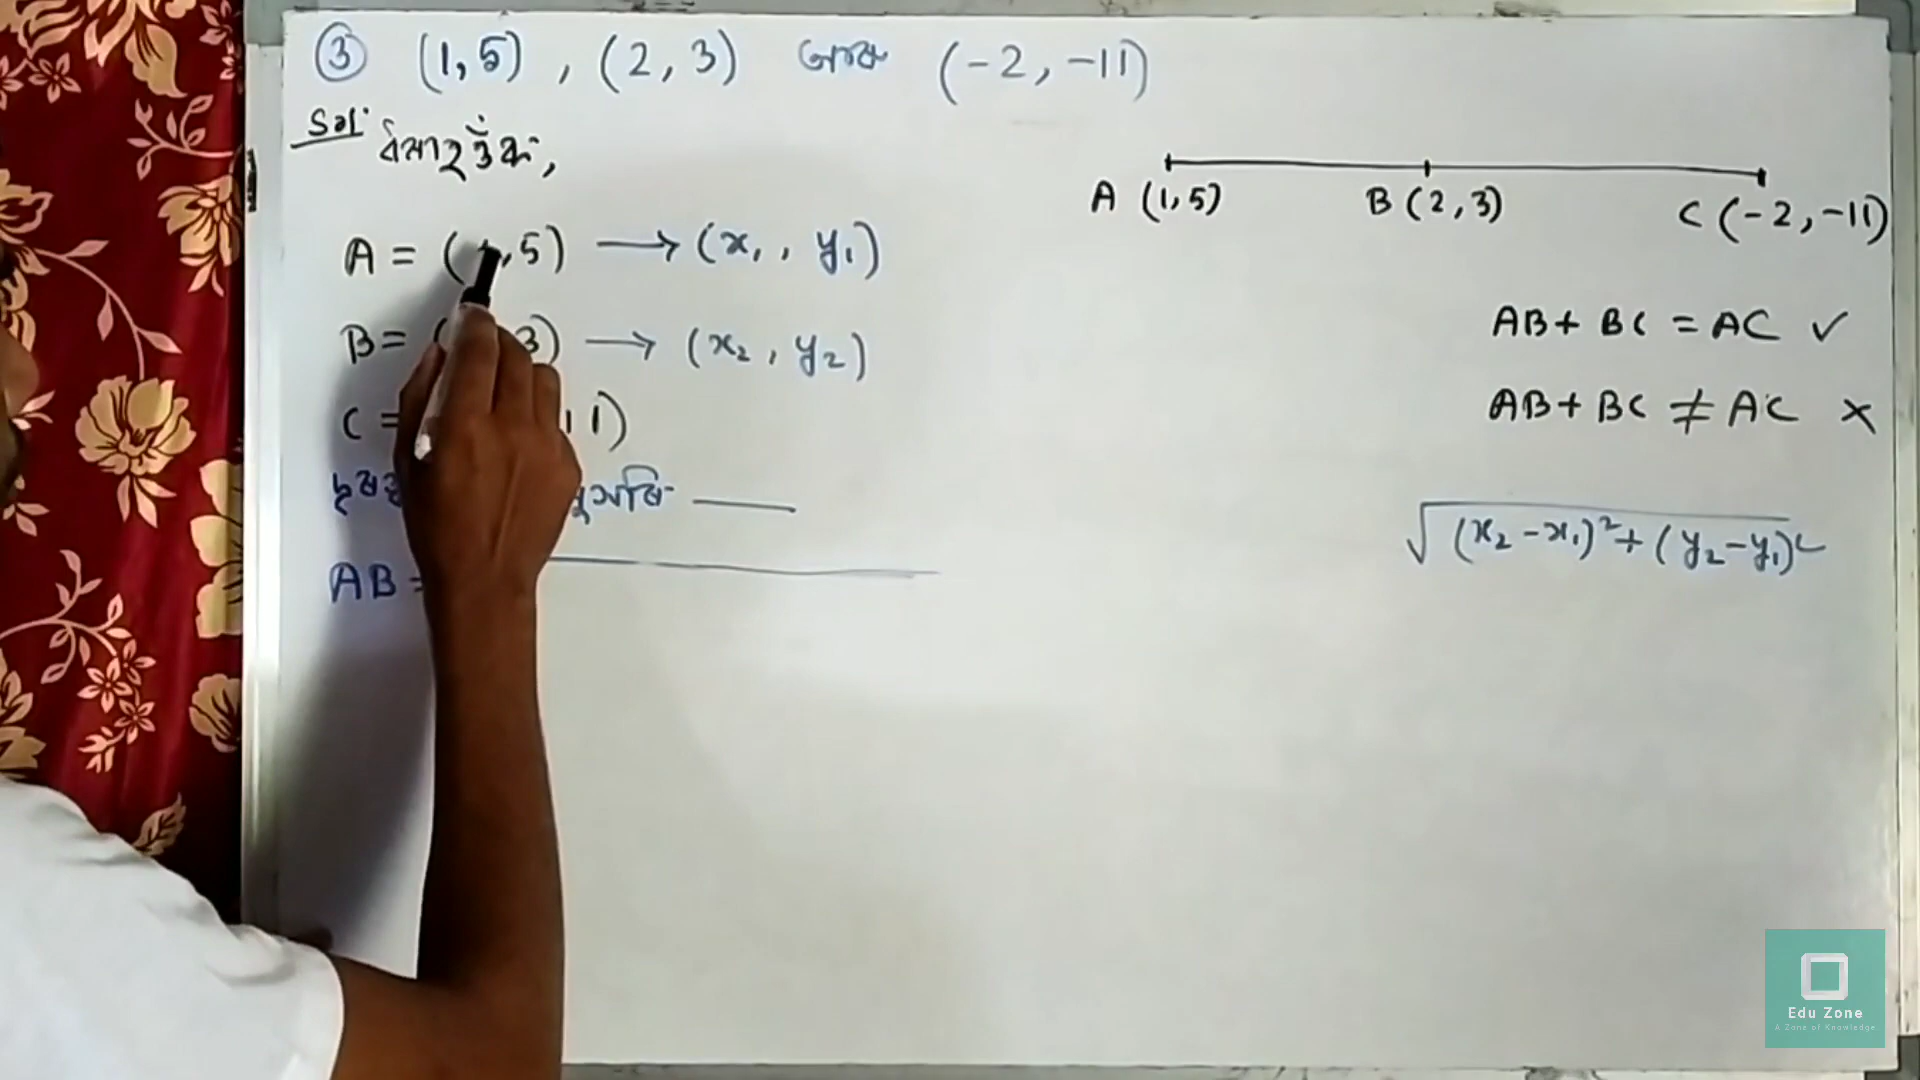 ③ (1,5) , (2,3) আৰু (-2,-11)
Sol:
A = ( ,5) → (x₁ , y₁)
B = ( 3) → (x₂ , y₂)
C = 11)
AB =
A (1,5) B (2,3) C (-2,-11)
AB + BC = AC ✓
AB + BC ≠ AC ×
√(x₂-x₁)²+(y₂-y₁)²
Edu Zone
A Zone of Knowledge